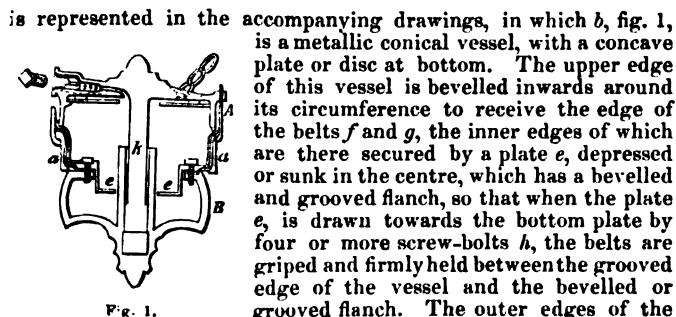 is represented in the accompanying drawings, in which b, fig. 1,
is a metallic conical vessel, with a concave
plate or disc at bottom. The upper edge
of this vessel is bevelled inwards around
its circumference to receive the edge of
the belts f and g, the inner edges of which
are there secured by a plate e, depressed
or sunk in the centre, which has a bevelled
and grooved flanch, so that when the plate
e, is drawn towards the bottom plate by
four or more screw-bolts h, the belts are
griped and firmly held between the grooved
edge of the vessel and the bevelled or
grooved flanch. The outer edges of the
A
h
a
a
e
e
B
Fig. 1.